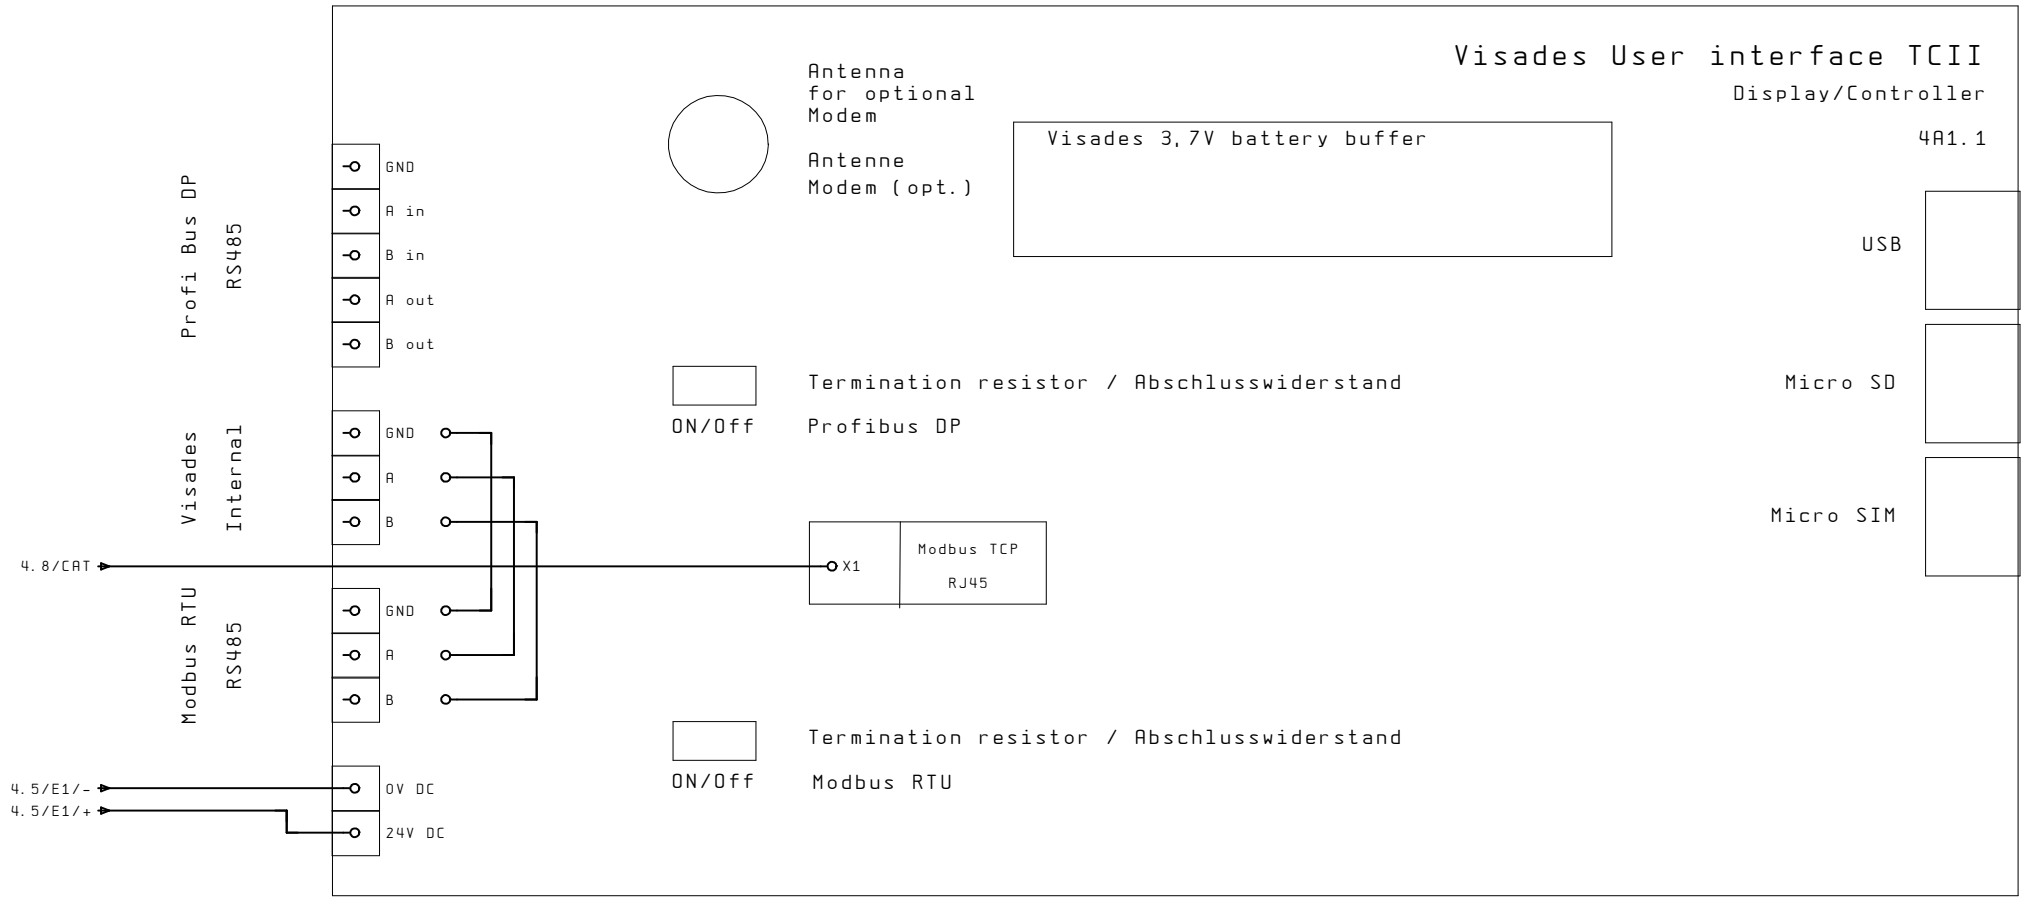 Visades User interface TCII
Display/Controller
4A1.1
Antenna
for optional
Modem
Antenne
Modem (opt.)
Visades 3,7V battery buffer
Profi Bus DP
RS485
GND
A in
B in
A out
B out
USB
Micro SD
Micro SIM
Termination resistor / Abschlusswiderstand
ON/Off Profibus DP
Visades
Internal
GND
A
B
4.8/CAT
X1
Modbus TCP
RJ45
Modbus RTU
RS485
GND
A
B
Termination resistor / Abschlusswiderstand
ON/Off Modbus RTU
4.5/E1/-
4.5/E1/+
0V DC
24V DC